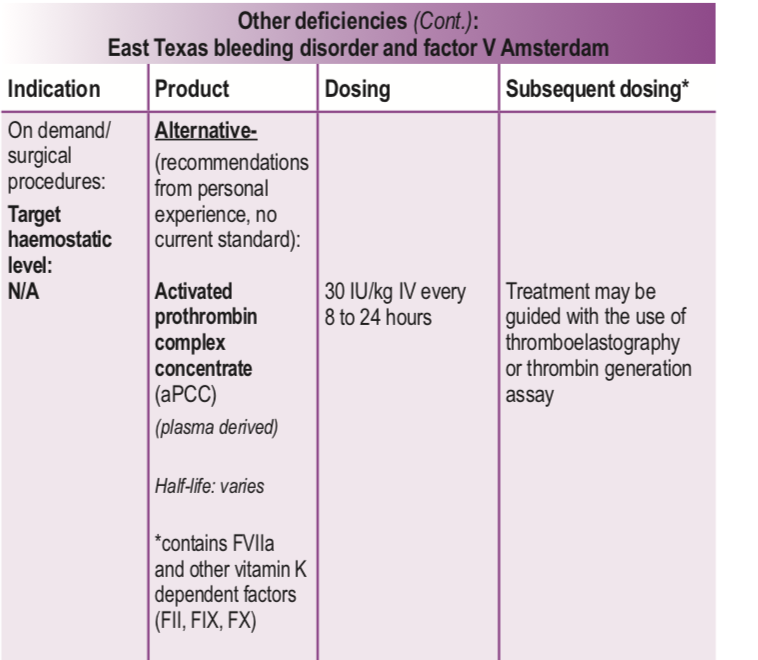 Other deficiencies (Cont.):
East Texas bleeding disorder and factor V Amsterdam
Indication
Product
Dosing
Subsequent dosing*
On demand/
surgical
procedures:
Target
haemostatic
level:
N/A
Alternative-
(recommendations
from personal
experience, no
current standard):
Activated
prothrombin
complex
concentrate
(aPCC)
(plasma derived)
Half-life: varies
*contains FVIIa
and other vitamin K
dependent factors
(FII, FIX, FX)
30 IU/kg IV every
8 to 24 hours
Treatment may be
guided with the use of
thromboelastography
or thrombin generation
assay